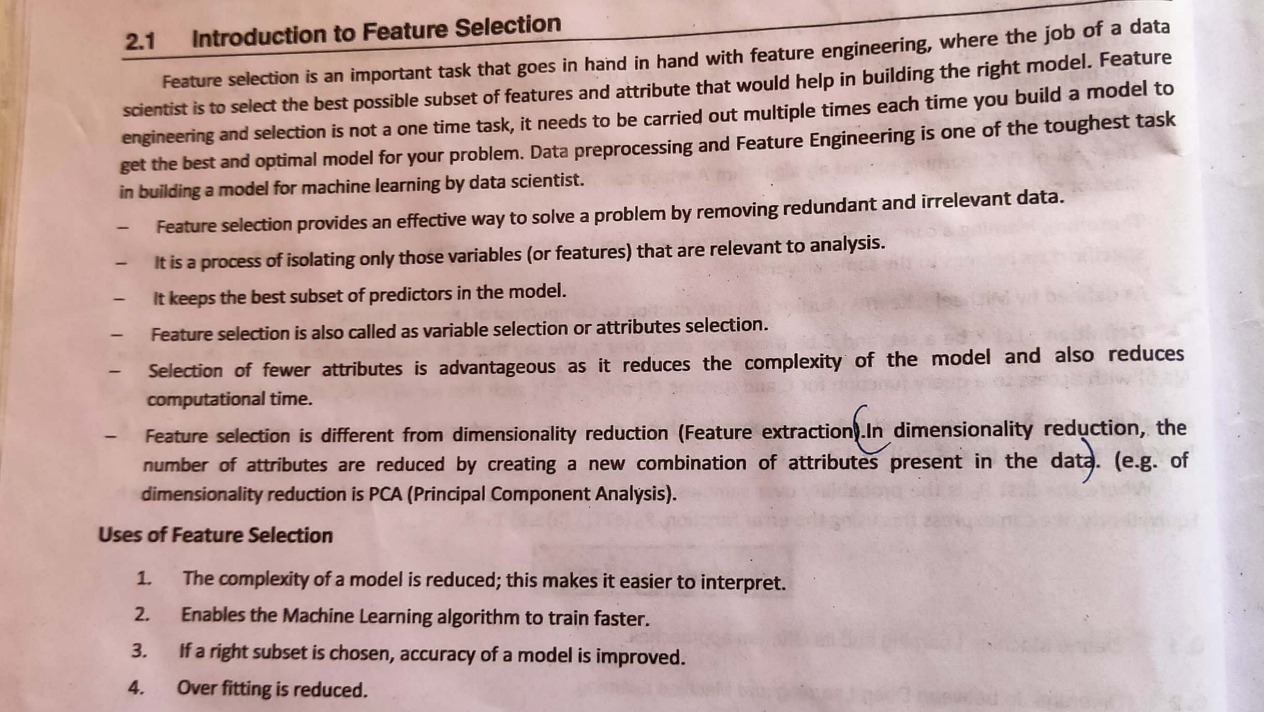 2.1 Introduction to Feature Selection
Feature selection is an important task that goes in hand in hand with feature engineering, where the job of a data
scientist is to select the best possible subset of features and attribute that would help in building the right model. Feature
engineering and selection is not a one time task, it needs to be carried out multiple times each time you build a model to
get the best and optimal model for your problem. Data preprocessing and Feature Engineering is one of the toughest task
in building a model for machine learning by data scientist.
– Feature selection provides an effective way to solve a problem by removing redundant and irrelevant data.
– It is a process of isolating only those variables (or features) that are relevant to analysis.
– It keeps the best subset of predictors in the model.
– Feature selection is also called as variable selection or attributes selection.
– Selection of fewer attributes is advantageous as it reduces the complexity of the model and also reduces
computational time.
– Feature selection is different from dimensionality reduction (Feature extraction).In dimensionality reduction, the
number of attributes are reduced by creating a new combination of attributes present in the data. (e.g. of
dimensionality reduction is PCA (Principal Component Analysis).
Uses of Feature Selection
1. The complexity of a model is reduced; this makes it easier to interpret.
2. Enables the Machine Learning algorithm to train faster.
3. If a right subset is chosen, accuracy of a model is improved.
4. Over fitting is reduced.